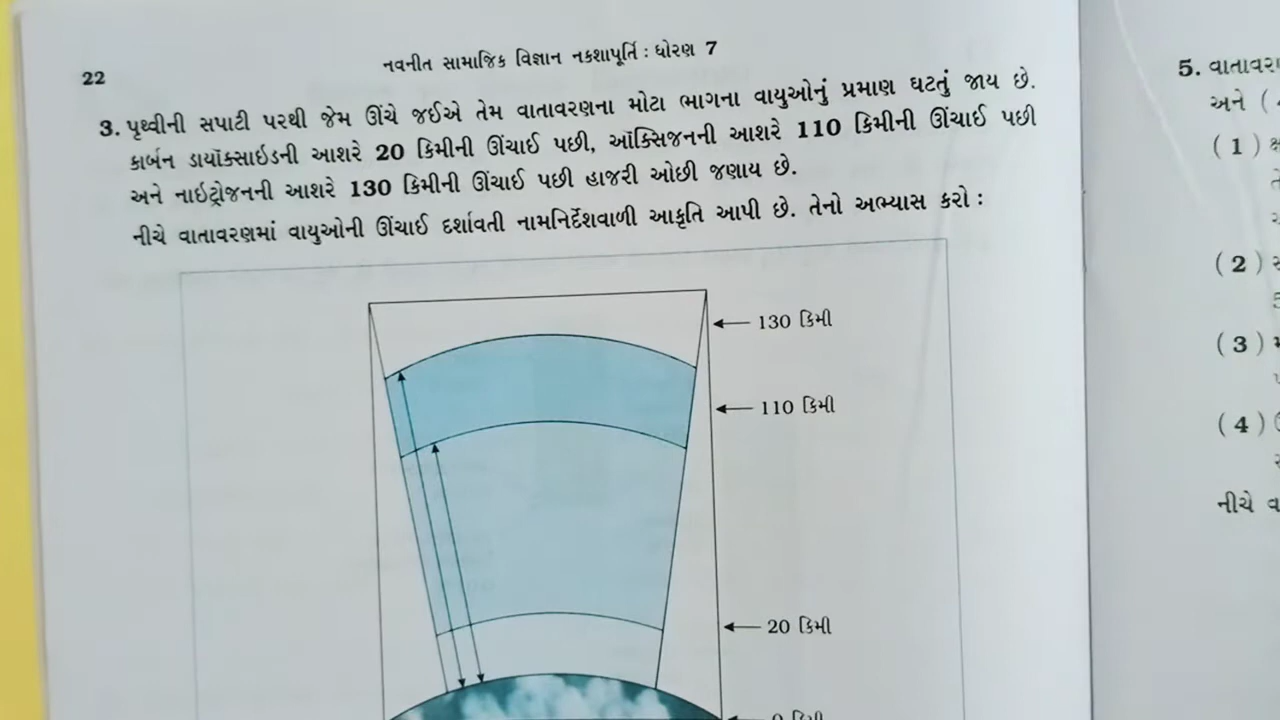 22
નવનીત સામાજિક વિજ્ઞાન નકશાપૂર્તિ : ધોરણ 7
3. પૃથ્વીની સપાટી પરથી જેમ ઊંચે જઈએ તેમ વાતાવરણના મોટા ભાગના વાયુઓનું પ્રમાણ ઘટતું જાય છે.
કાર્બન ડાયૉક્સાઇડની આશરે 20 કિમીની ઊંચાઈ પછી, ઑક્સિજનની આશરે 110 કિમીની ઊંચાઈ પછી
અને નાઇટ્રોજનની આશરે 130 કિમીની ઊંચાઈ પછી હાજરી ઓછી જણાય છે.
નીચે વાતાવરણમાં વાયુઓની ઊંચાઈ દર્શાવતી નામનિર્દેશવાળી આકૃતિ આપી છે. તેનો અભ્યાસ કરો :
130 કિમી
110 કિમી
20 કિમી
0 કિમી
5.
અને (
( 1 )
( 2 )
( 3 )
( 4 )
નીચે